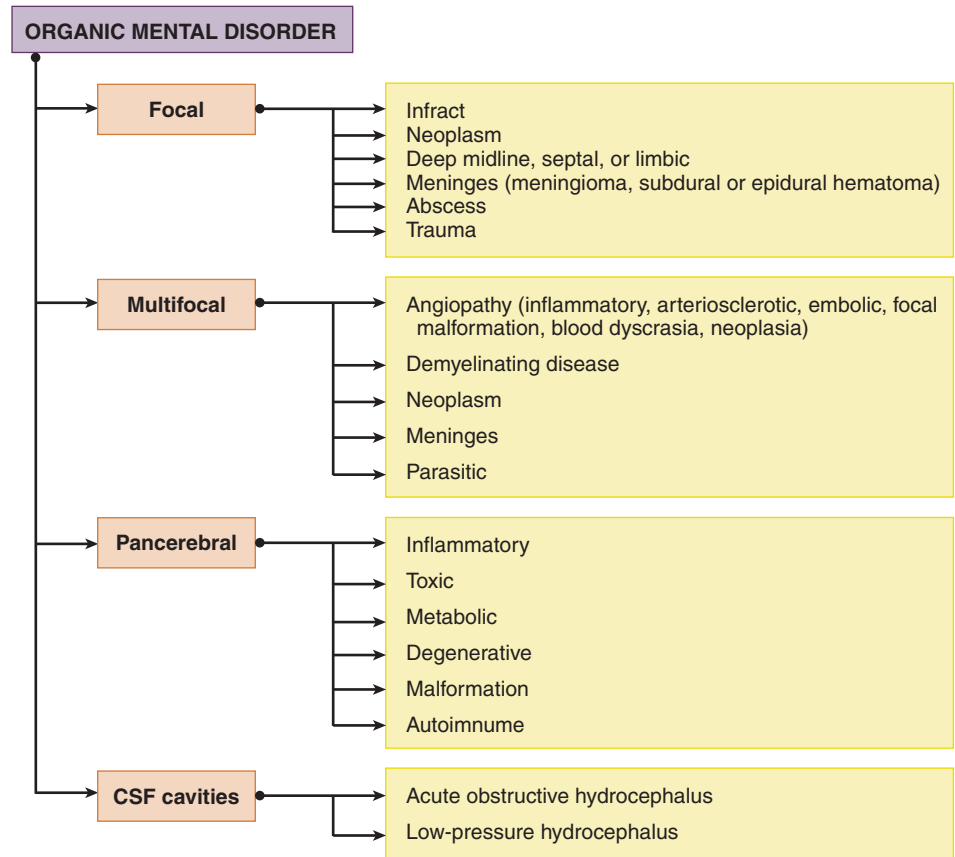 ORGANIC MENTAL DISORDER
Focal
Infract
Neoplasm
Deep midline, septal, or limbic
Meninges (meningioma, subdural or epidural hematoma)
Abscess
Trauma
Multifocal
Angiopathy (inflammatory, arteriosclerotic, embolic, focal
malformation, blood dyscrasia, neoplasia)
Demyelinating disease
Neoplasm
Meninges
Parasitic
Pancerebral
Inflammatory
Toxic
Metabolic
Degenerative
Malformation
Autoimnume
CSF cavities
Acute obstructive hydrocephalus
Low-pressure hydrocephalus